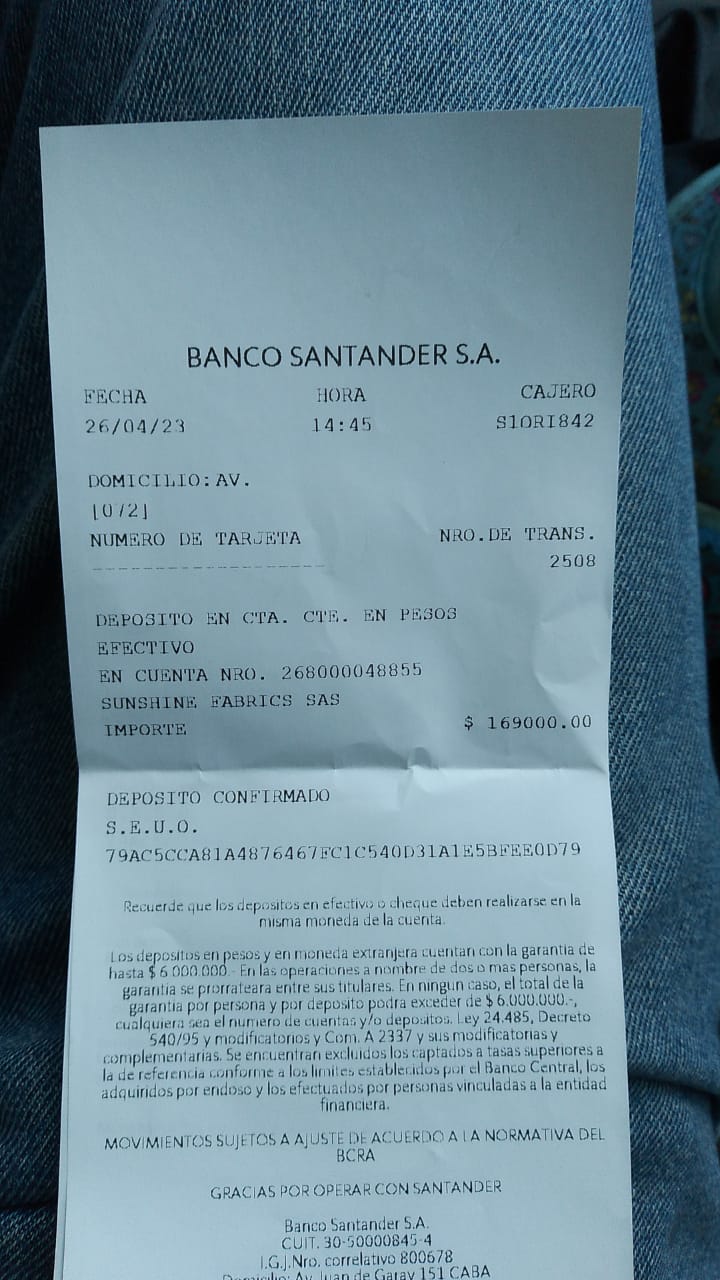 BANCO SANTANDER S.A.
FECHA HORA CAJERO
26/04/23 14:45 S1ORI842
DOMICILIO: AV.
[072]
NUMERO DE TARJETA NRO.DE TRANS.
------------------- 2508
DEPOSITO EN CTA. CTE. EN PESOS
EFECTIVO
EN CUENTA NRO. 268000048855
SUNSHINE FABRICS SAS
IMPORTE $ 169000.00
DEPOSITO CONFIRMADO
S.E.U.O.
79AC5CCA81A4876467FC1C540D31A1E5BFEE0D79
Recuerde que los depositos en efectivo o cheque deben realizarse en la
misma moneda de la cuenta.
Los depositos en pesos y en moneda extranjera cuentan con la garantia de
hasta $ 6.000.000.- En las operaciones a nombre de dos o mas personas, la
garantia se prorrateara entre sus titulares. En ningun caso, el total de la
garantia por persona y por deposito podra exceder de $ 6.000.000.-,
cualquiera sea el numero de cuentas y/o depositos. Ley 24.485, Decreto
540/95 y modificatorios y Com. A 2337 y sus modificatorias y
complementarias. Se encuentran excluidos los captados a tasas superiores a
la de referencia conforme a los limites establecidos por el Banco Central, los
adquiridos por endoso y los efectuados por personas vinculadas a la entidad
financiera.
MOVIMIENTOS SUJETOS A AJUSTE DE ACUERDO A LA NORMATIVA DEL
BCRA
GRACIAS POR OPERAR CON SANTANDER
Banco Santander S.A.
CUIT. 30-50000845-4
I.G.J.Nro. correlativo 800678
Domicilio: Av. Juan de Garay 151 CABA